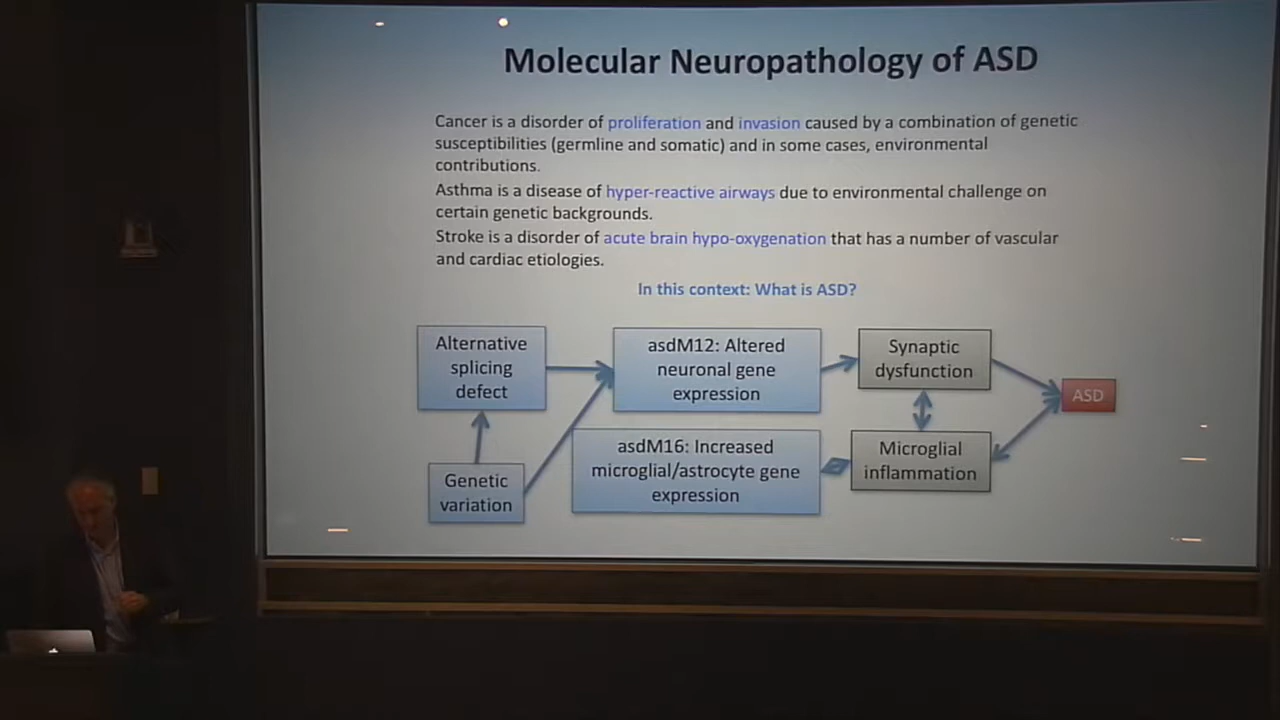 Molecular Neuropathology of ASD
Cancer is a disorder of proliferation and invasion caused by a combination of genetic
susceptibilities (germline and somatic) and in some cases, environmental
contributions.
Asthma is a disease of hyper-reactive airways due to environmental challenge on
certain genetic backgrounds.
Stroke is a disorder of acute brain hypo-oxygenation that has a number of vascular
and cardiac etiologies.
In this context: What is ASD?
Alternative
splicing
defect
asdM12: Altered
neuronal gene
expression
Synaptic
dysfunction
ASD
Genetic
variation
asdM16: Increased
microglial/astrocyte gene
expression
Microglial
inflammation